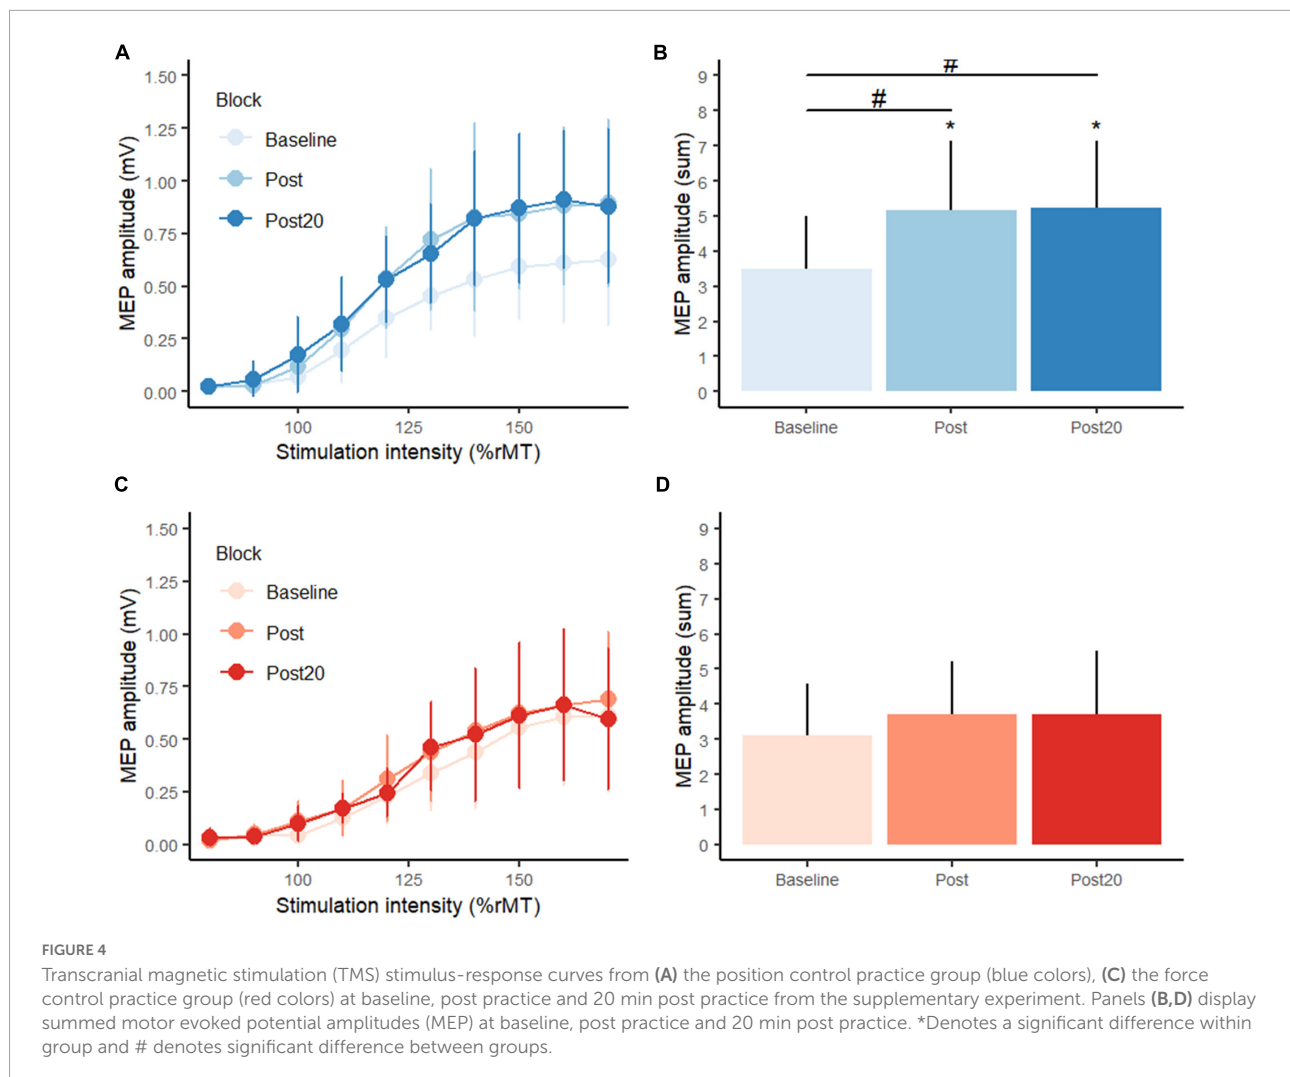 A
1.50
1.25
1.00
0.75
0.50
0.25
0.00
MEP amplitude (mV)
Block
Baseline
Post
Post20
100 125 150
Stimulation intensity (%rMT)
B
9
8
7
6
5
4
3
2
1
0
MEP amplitude (sum)
#
#
* *
Baseline Post Post20
C
1.50
1.25
1.00
0.75
0.50
0.25
0.00
MEP amplitude (mV)
Block
Baseline
Post
Post20
100 125 150
Stimulation intensity (%rMT)
D
9
8
7
6
5
4
3
2
1
0
MEP amplitude (sum)
Baseline Post Post20
FIGURE 4
Transcranial magnetic stimulation (TMS) stimulus-response curves from (A) the position control practice group (blue colors), (C) the force
control practice group (red colors) at baseline, post practice and 20 min post practice from the supplementary experiment. Panels (B,D) display
summed motor evoked potential amplitudes (MEP) at baseline, post practice and 20 min post practice. *Denotes a significant difference within
group and # denotes significant difference between groups.